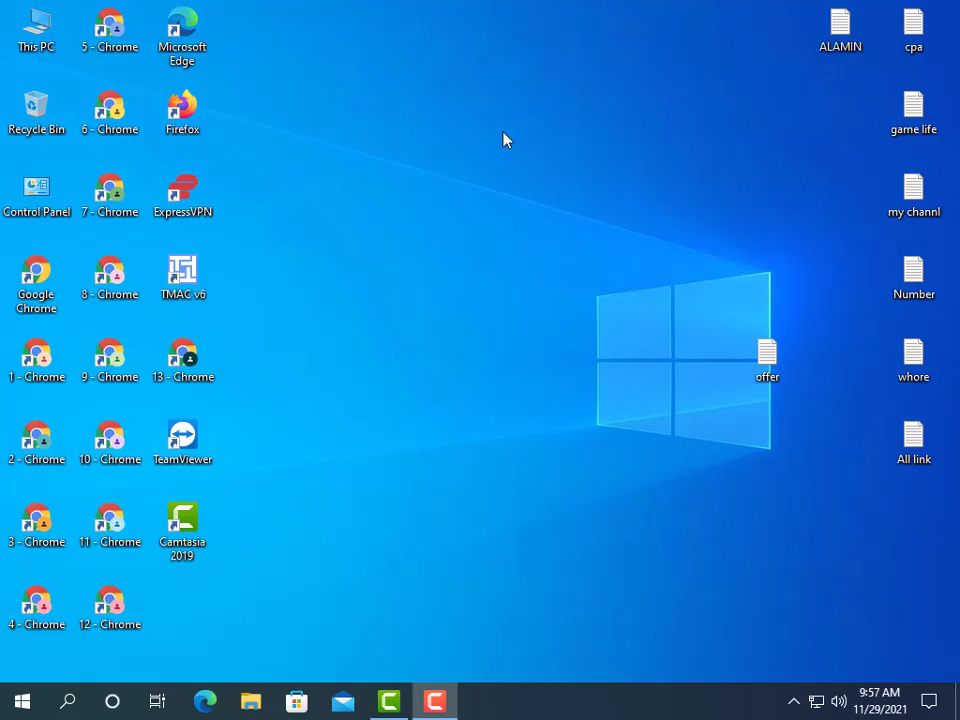 This PC
5 - Chrome
Microsoft
Edge
ALAMIN
cpa
Recycle Bin
6 - Chrome
Firefox
game life
Control Panel
7 - Chrome
ExpressVPN
my channl
Google
Chrome
8 - Chrome
TMAC v6
Number
1 - Chrome
9 - Chrome
13 - Chrome
offer
whore
2 - Chrome
10 - Chrome
TeamViewer
All link
3 - Chrome
11 - Chrome
Camtasia
2019
4 - Chrome
12 - Chrome
9:57 AM
11/29/2021